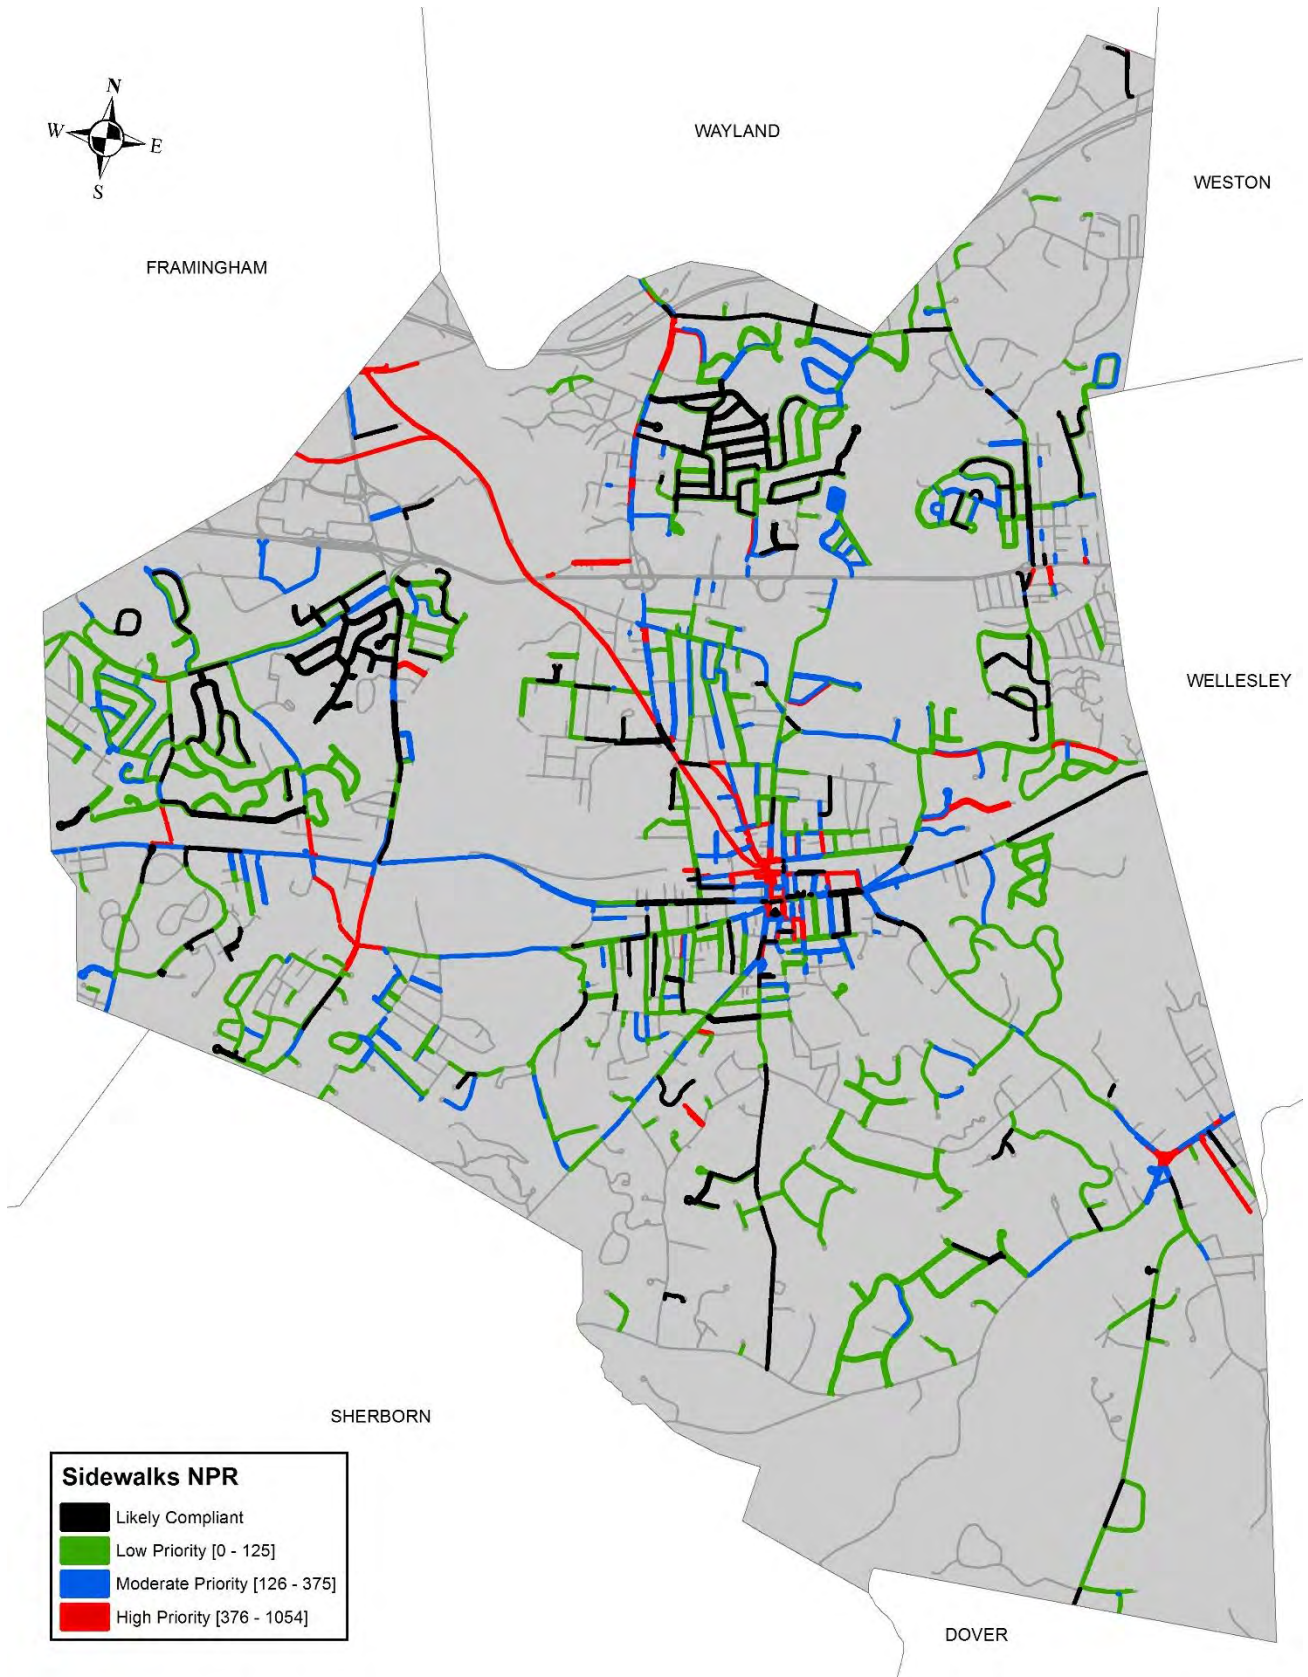 N
W
E
S
WAYLAND
WESTON
FRAMINGHAM
WELLESLEY
SHERBORN
Sidewalks NPR
Likely Compliant
Low Priority [0 - 125]
Moderate Priority [126 - 375]
High Priority [376 - 1054]
DOVER